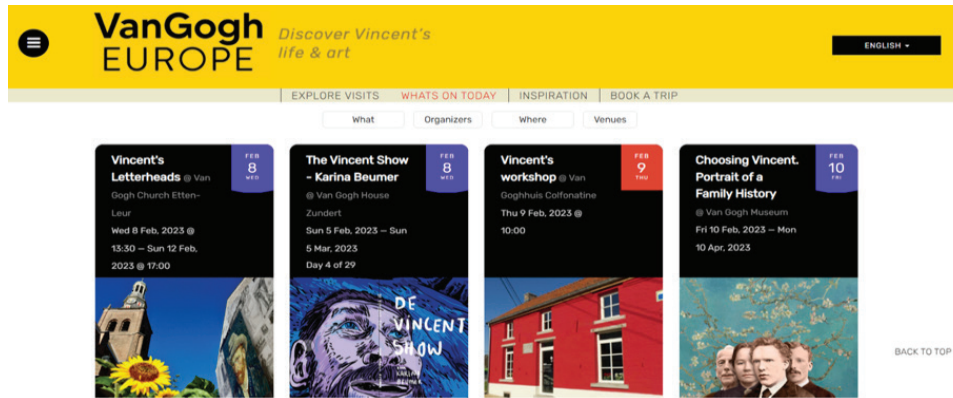 VanGogh
EUROPE
Discover Vincent's
life & art
ENGLISH
EXPLORE VISITS
WHATS ON TODAY
INSPIRATION
BOOK A TRIP
What
Organizers
Where
Venues
Vincent's
Letterheads @ Van
Gogh Church Etten-
Leur
Wed 8 Feb, 2023 @
13:30 — Sun 12 Feb,
2023 @ 17:00
FEB
8
WED
The Vincent Show
– Karina Beumer
@ Van Gogh House
Zundert
Sun 5 Feb, 2023 — Sun
5 Mar, 2023
Day 4 of 29
FEB
8
WED
DE
VINCENT
SHOW
VAN
KARINA
BEUMER
Vincent's
workshop @ Van
Goghhuis Colfonatine
Thu 9 Feb, 2023 @
10:00
FEB
9
THU
Choosing Vincent.
Portrait of a
Family History
@ Van Gogh Museum
Fri 10 Feb, 2023 — Mon
10 Apr, 2023
FEB
10
FRI
BACK TO TOP